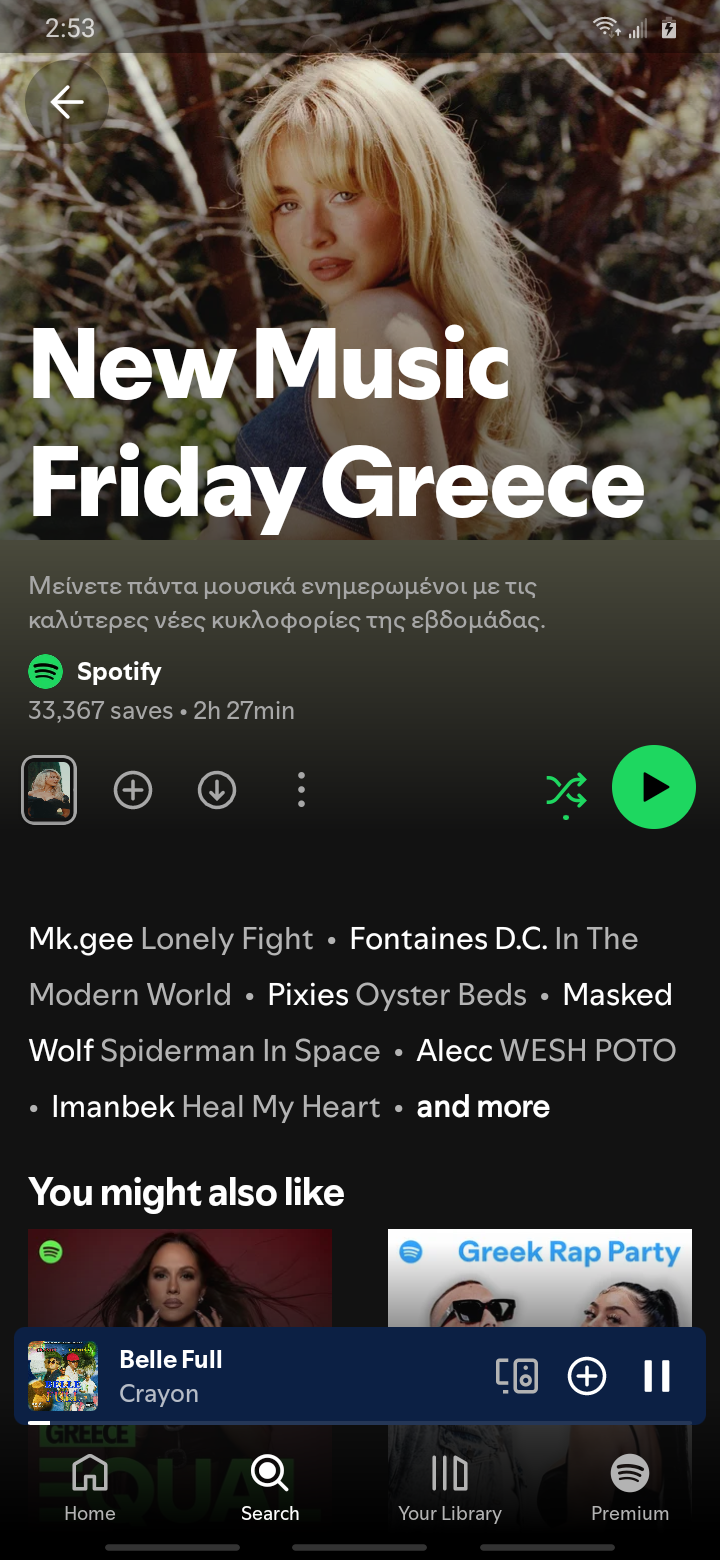 2:53
New Music
Friday Greece
Μείνετε πάντα μουσικά ενημερωμένοι με τις
καλύτερες νέες κυκλοφορίες της εβδομάδας.
Spotify
33,367 saves • 2h 27min
Mk.gee Lonely Fight • Fontaines D.C. In The
Modern World • Pixies Oyster Beds • Masked
Wolf Spiderman In Space • Alecc WESH POTO
• Imanbek Heal My Heart • and more
You might also like
Greek Rap Party
Belle Full
Crayon
GREECE
EQUAL
Home
Search
Your Library
Premium